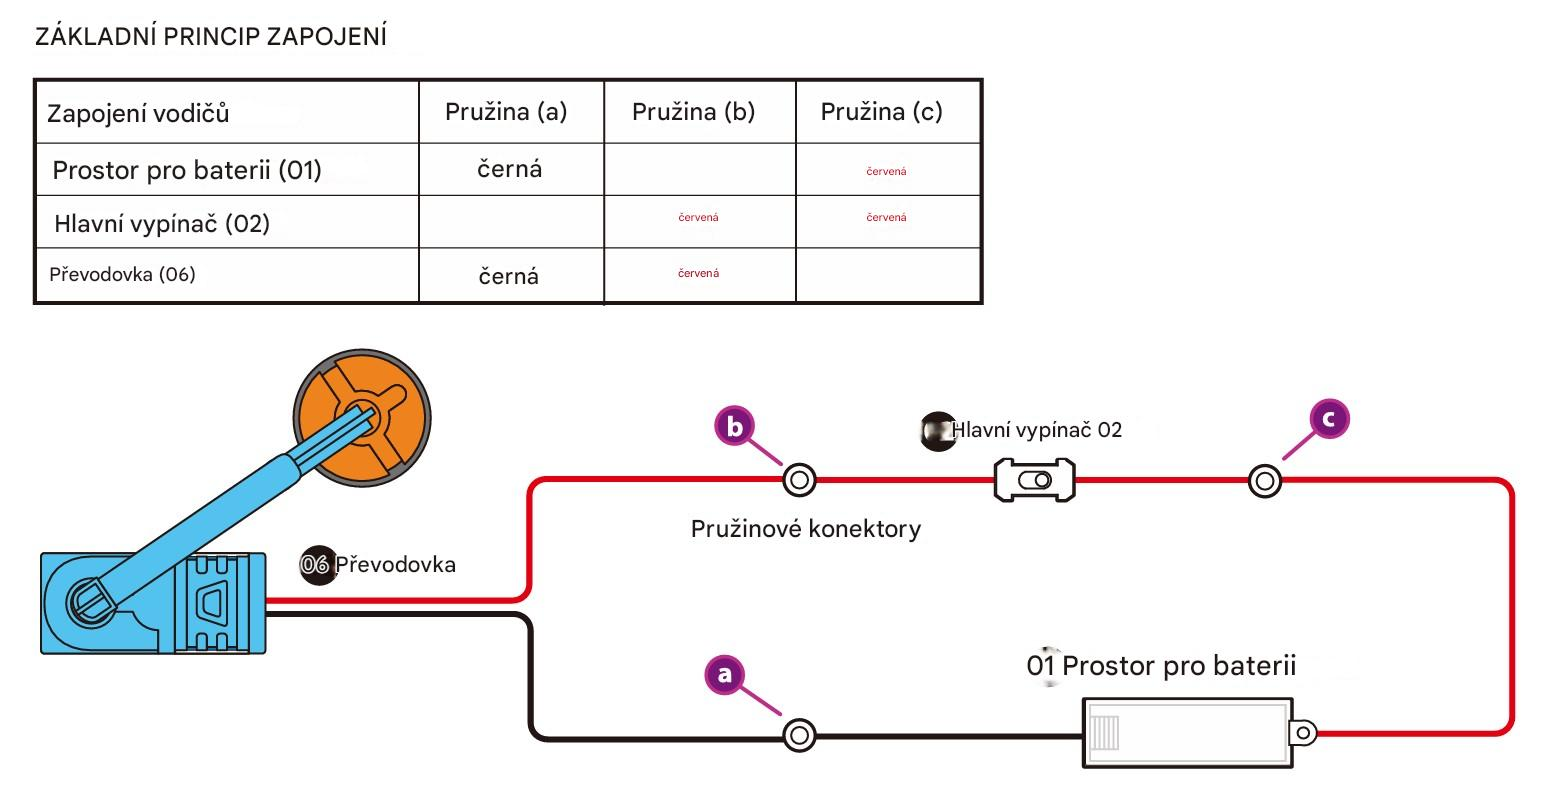 ZÁKLADNÍ PRINCIP ZAPOJENÍ
Zapojení vodičů Pružina (a) Pružina (b) Pružina (c)
Prostor pro baterii (01) černá červená
Hlavní vypínač (02) červená červená
Převodovka (06) černá červená
b
Hlavní vypínač 02
c
Pružinové konektory
06 Převodovka
a
01 Prostor pro baterii